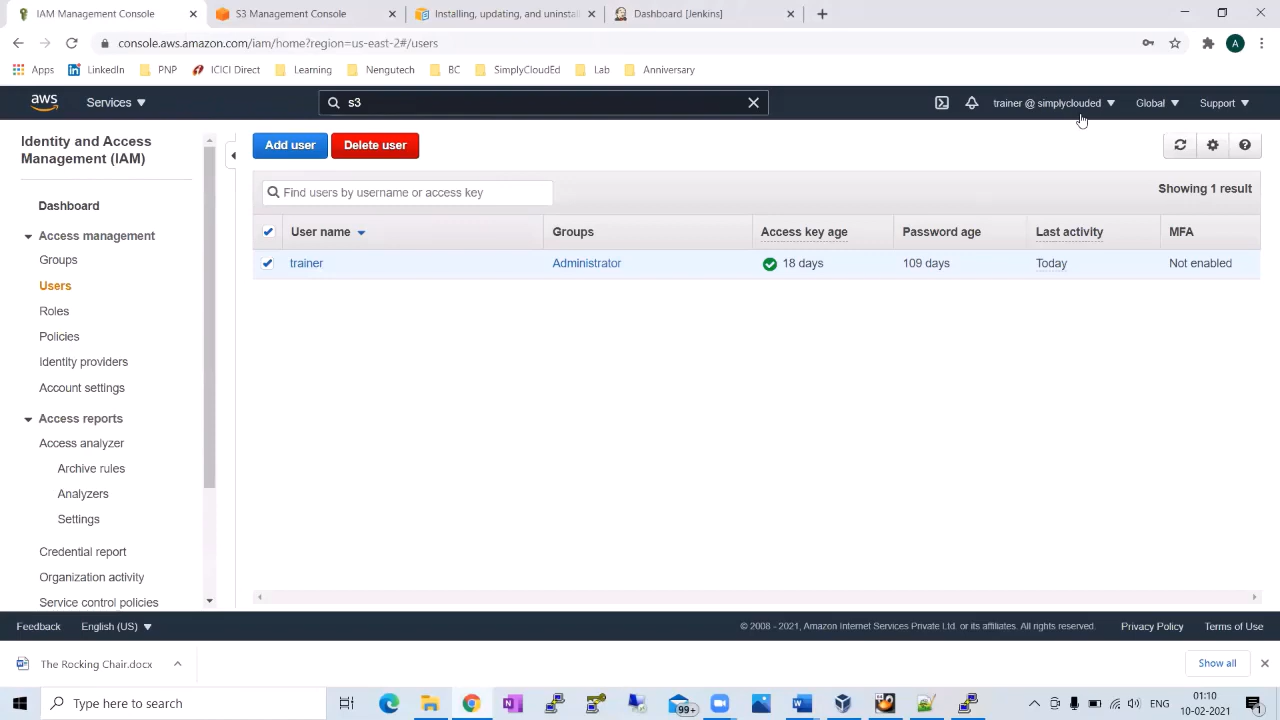 IAM Management Console
S3 Management Console
Installing, updating, and uninstal
Dashboard [Jenkins]
console.aws.amazon.com/iam/home?region=us-east-2#/users
A
Apps
LinkedIn
PNP
ICICI Direct
Learning
Nengutech
BC
SimplyCloudEd
Lab
Anniversary
aws
Services
s3
trainer @ simplyclouded
Global
Support
Identity and Access
Management (IAM)
Dashboard
Access management
Groups
Users
Roles
Policies
Identity providers
Account settings
Access reports
Access analyzer
Archive rules
Analyzers
Settings
Credential report
Organization activity
Service control policies
Add user
Delete user
Find users by username or access key
Showing 1 result
User name
Groups
Access key age
Password age
Last activity
MFA
trainer
Administrator
18 days
109 days
Today
Not enabled
Feedback
English (US)
© 2008 - 2021, Amazon Internet Services Private Ltd. or its affiliates. All rights reserved.
Privacy Policy
Terms of Use
The Rocking Chair.docx
Show all
Type here to search
99+
ENG
01:10
10-02-2021
1